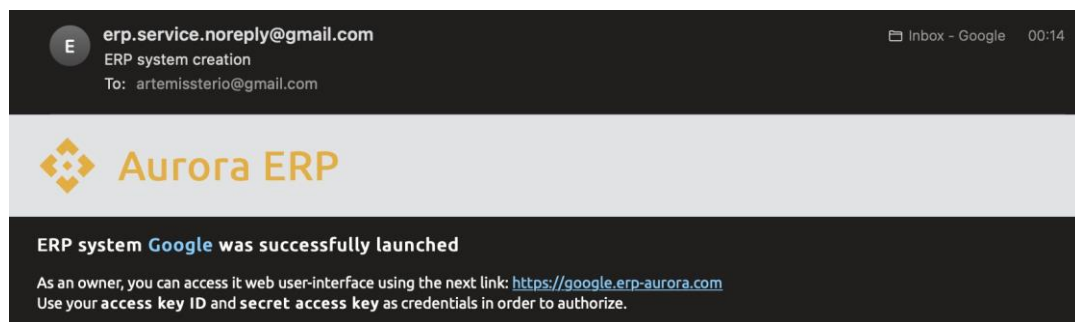 E
erp.service.noreply@gmail.com
Inbox - Google 00:14
ERP system creation
To: artemissterio@gmail.com
Aurora ERP
ERP system Google was successfully launched
As an owner, you can access it web user-interface using the next link: https://google.erp-aurora.com
Use your access key ID and secret access key as credentials in order to authorize.